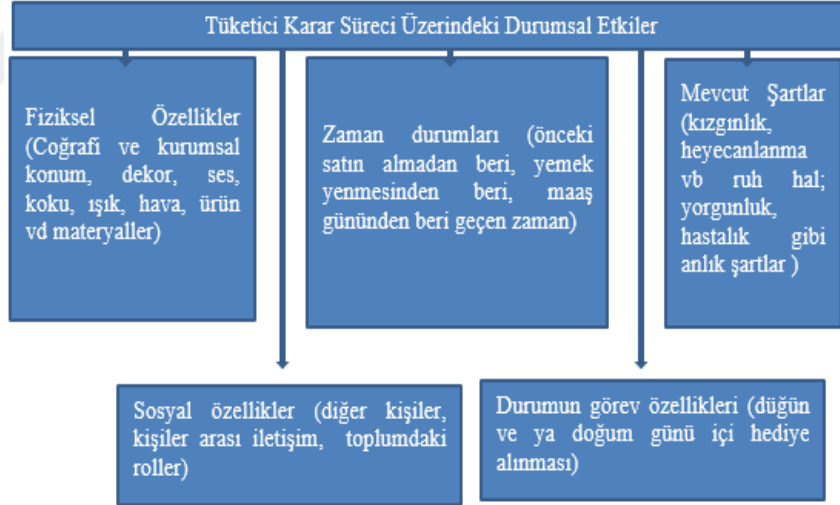 Tüketici Karar Süreci Üzerindeki Durumsal Etkiler
Fiziksel Özellikler
(Coğrafi ve kurumsal
konum, dekor, ses,
koku, ışık, hava, ürün
vd materyaller)
Zaman durumları (önceki
satın almadan beri, yemek
yenmesinden beri, maaş
gününden beri geçen zaman)
Mevcut Şartlar
(kızgınlık,
heyecanlanma
vb ruh hal;
yorgunluk,
hastalık gibi
anlık şartlar )
Sosyal özellikler (diğer kişiler,
kişiler arası iletişim, toplumdaki
roller)
Durumun görev özellikleri (düğün
ve ya doğum günü içi hediye
alınması)